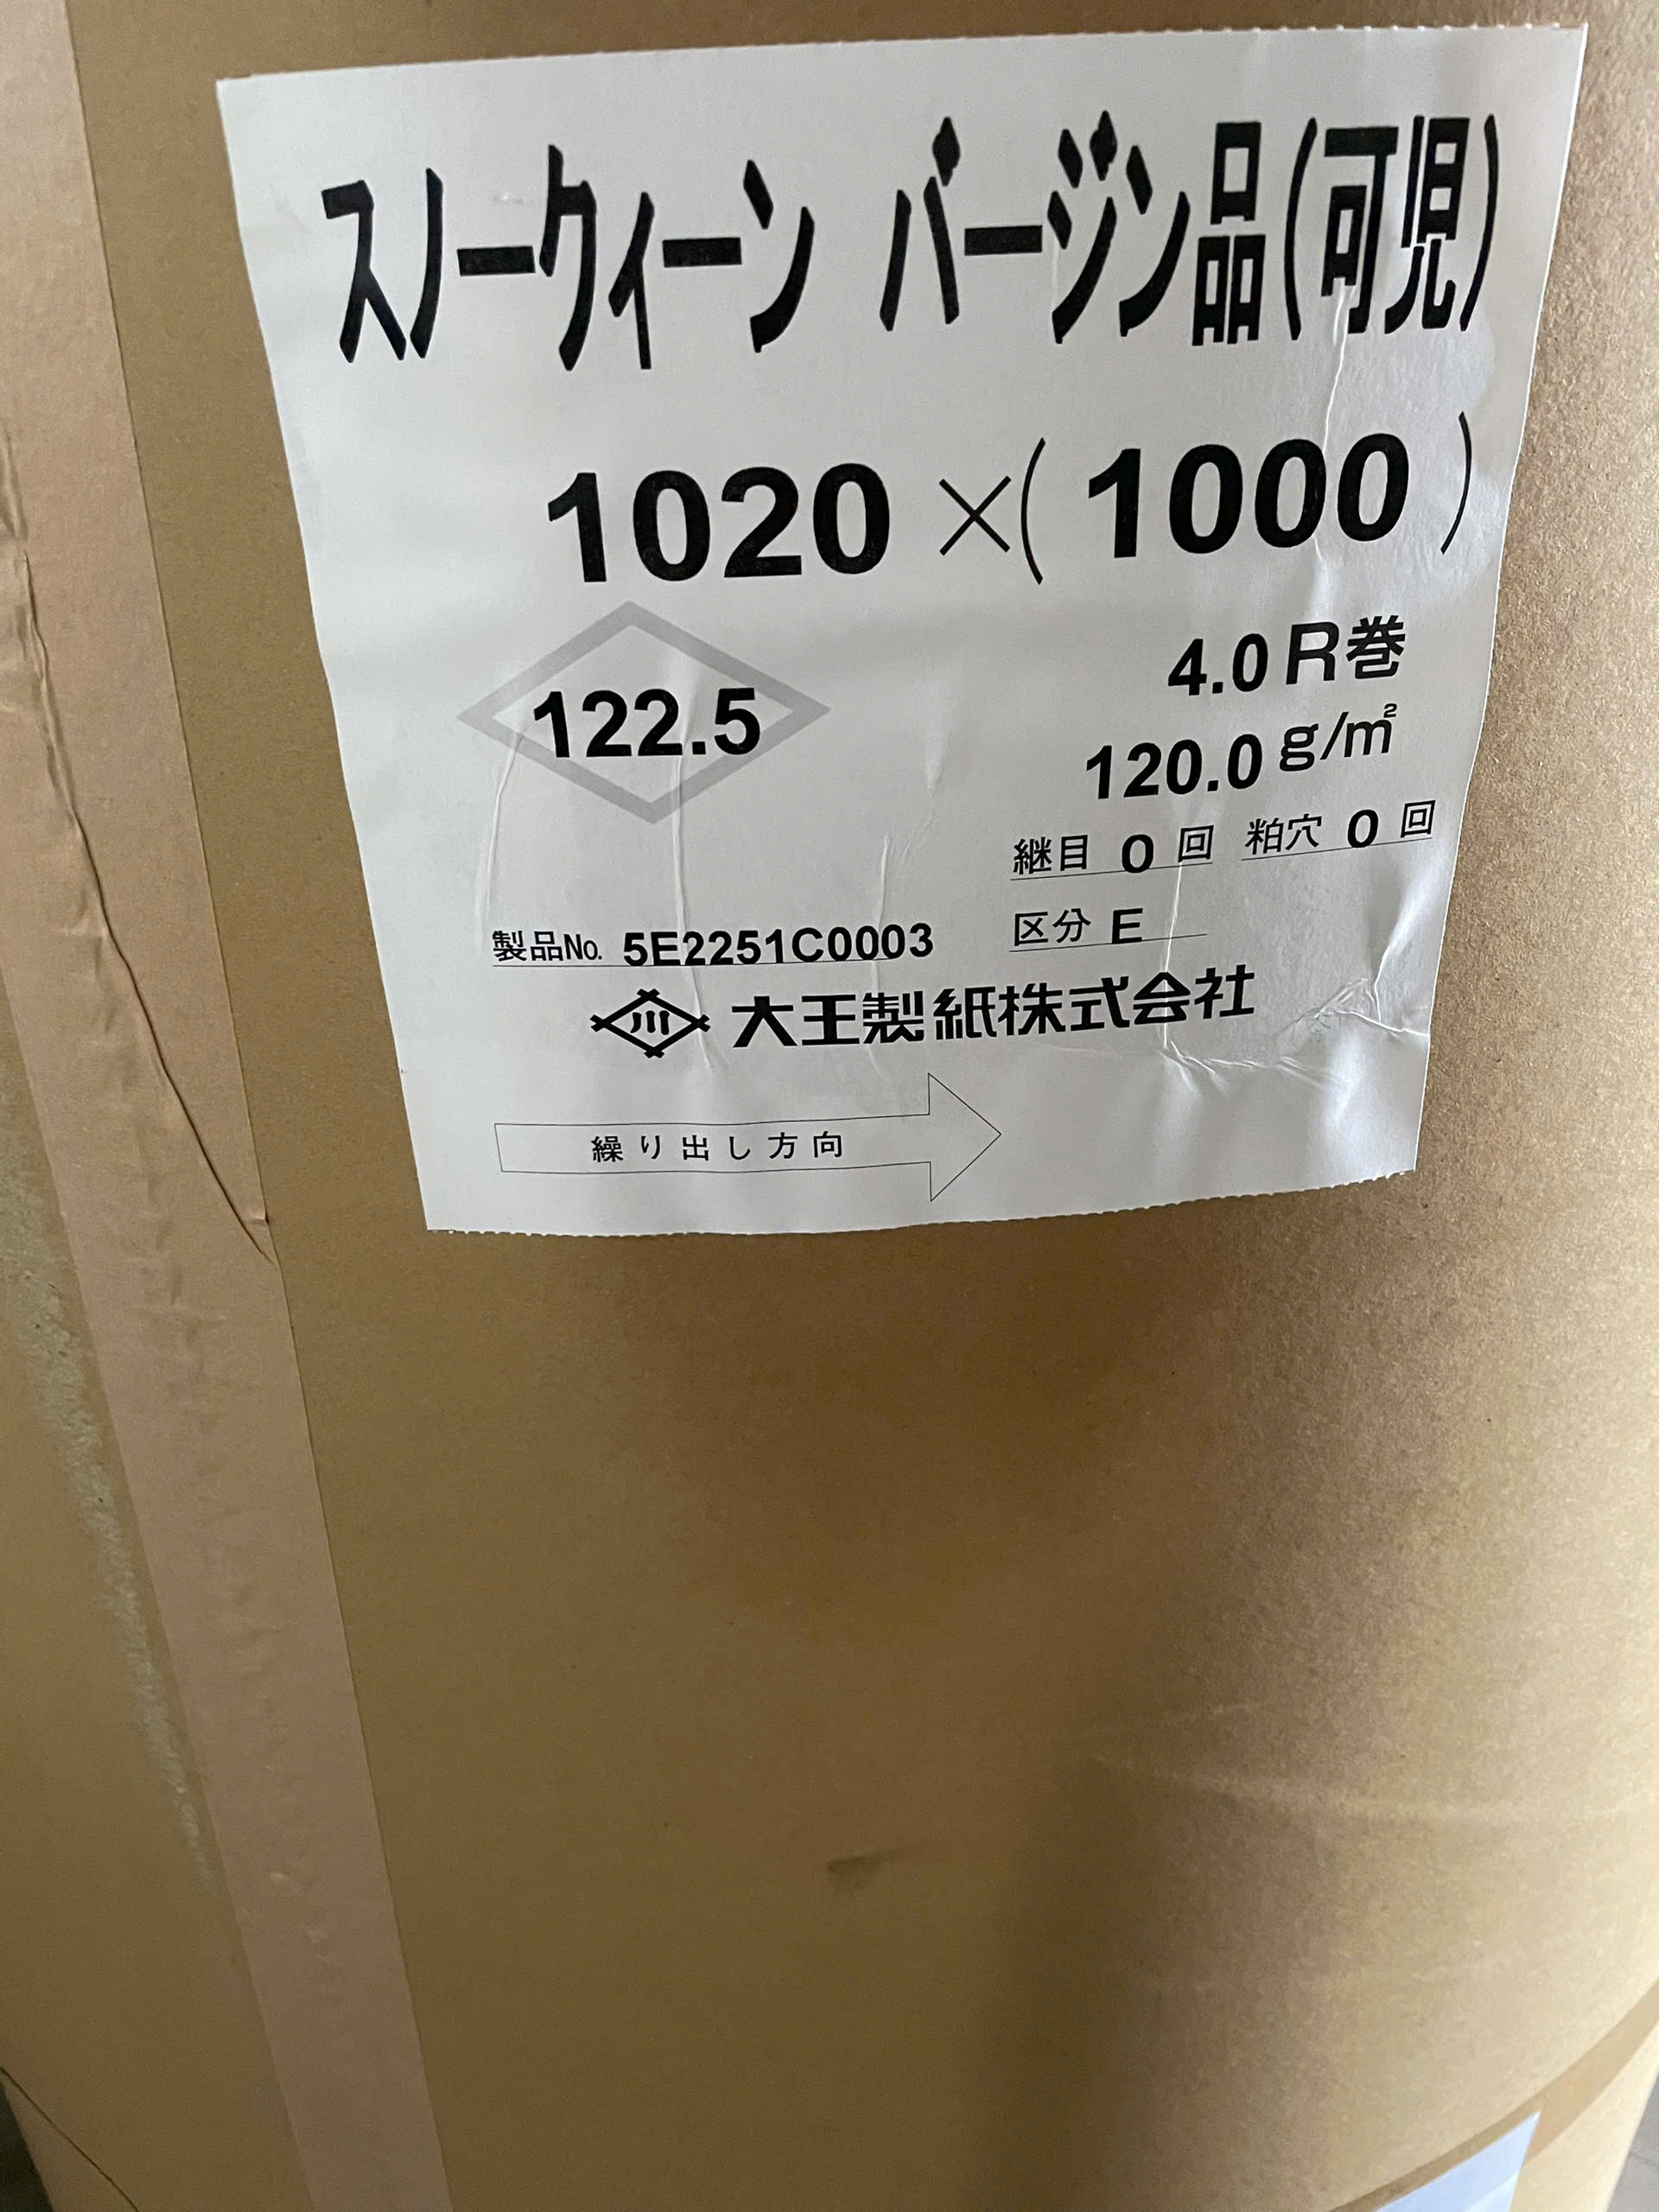 スノークィーン バージン品(可児)
1020×(1000)
122.5
4.0R巻
120.0g/㎡
継目 0 回 粕穴 0 回
製品No. 5E2251C0003 区分 E
川 大王製紙株式会社
繰り出し方向